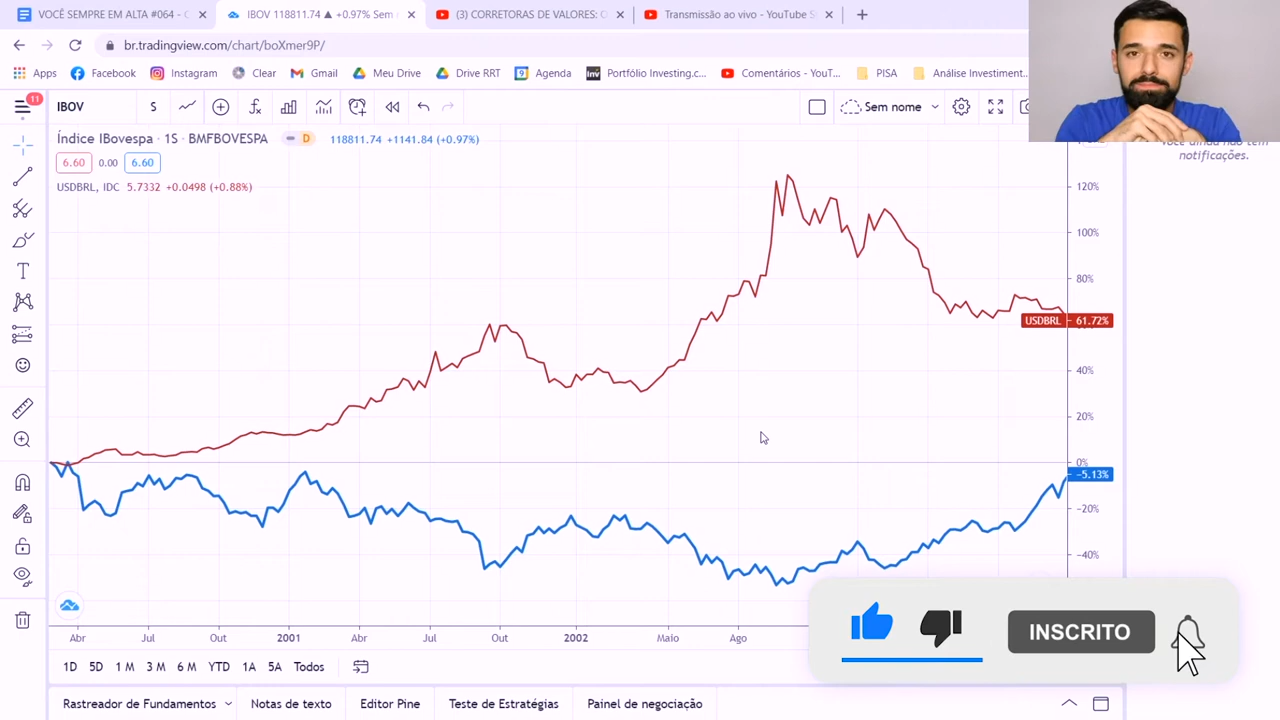 VOCÊ SEMPRE EM ALTA #064 - G
IBOV 118811.74 ▲ +0.97% Sem
(3) CORRETORAS DE VALORES: O
Transmissão ao vivo - YouTube S
br.tradingview.com/chart/boXmer9P/
Apps
Facebook
Instagram
Clear
Gmail
Meu Drive
Drive RRT
9
Agenda
Inv
Portfólio Investing.c...
Comentários - YouT...
PISA
Análise Investiment...
11
IBOV
S
Sem nome
Índice IBovespa · 1S · BMFBOVESPA
D
118811.74 +1141.84 (+0.97%)
6.60 0.00 6.60
USDBRL, IDC 5.7332 +0.0498 (+0.88%)
notificações.
120%
100%
80%
USDBRL 61.72%
40%
20%
0%
−5.13%
−20%
−40%
Abr Jul Out 2001 Abr Jul Out 2002 Maio Ago
INSCRITO
1D 5D 1 M 3 M 6 M YTD 1A 5A Todos
Rastreador de Fundamentos
Notas de texto
Editor Pine
Teste de Estratégias
Painel de negociação